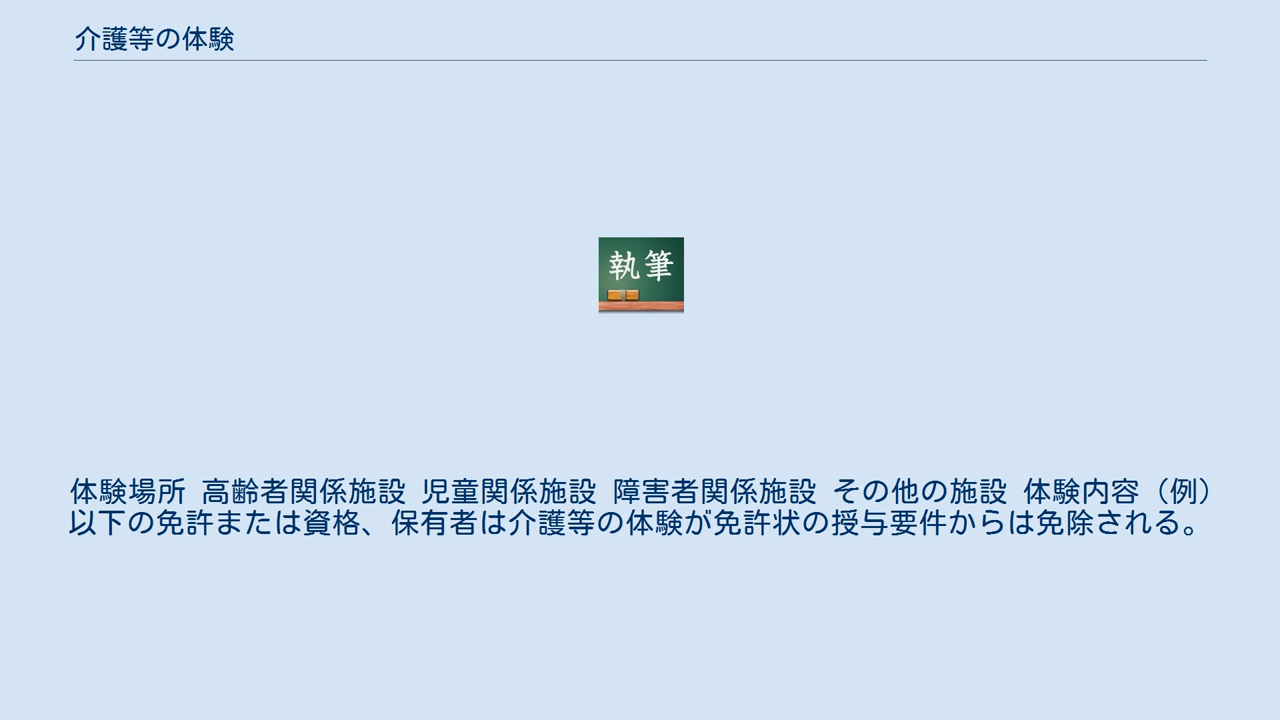 介護等の体験
執筆
体験場所 高齢者関係施設 児童関係施設 障害者関係施設 その他の施設 体験内容（例）
以下の免許または資格、保有者は介護等の体験が免許状の授与要件からは免除される。